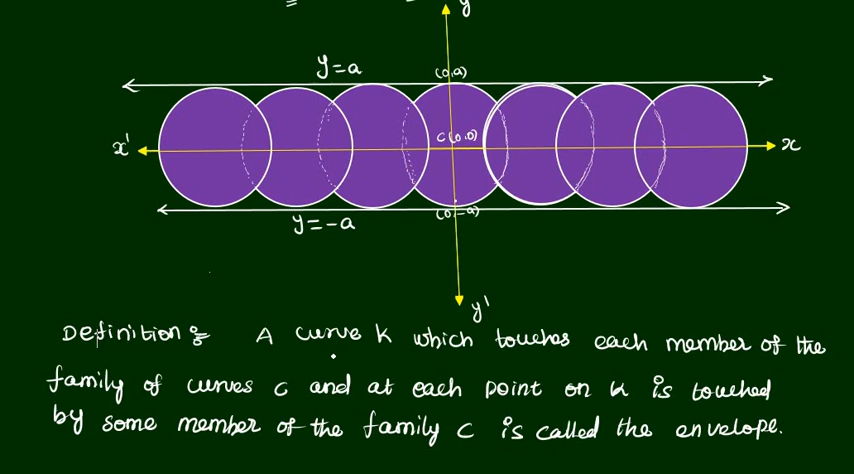 y
y=a
(0,a)
x'
C(0,0)
x
(0,-a)
y=-a
y'
Definition: A curve K which touches each member of the
family of curves C and at each point on K is touched
by some member of the family C is called the envelope.